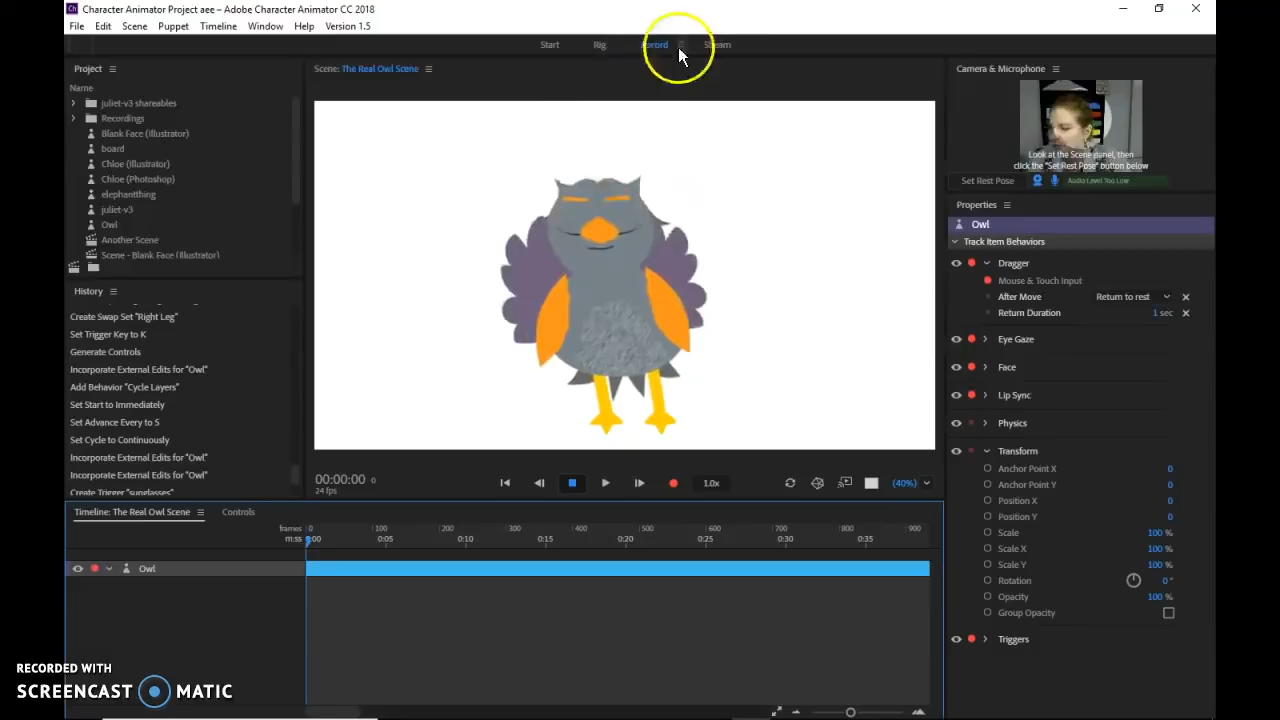 Character Animator Project aee – Adobe Character Animator CC 2018
File Edit Scene Puppet Timeline Window Help Version 1.5
Start Rig Stream
Project
Name
juliet-v3 shareables
Recordings
Blank Face (Illustrator)
board
Chloe (Illustrator)
Chloe (Photoshop)
elephantthing
juliet-v3
Owl
Another Scene
Scene - Blank Face (Illustrator)
History
Create Swap Set "Right Leg"
Set Trigger Key to K
Generate Controls
Incorporate External Edits for "Owl"
Add Behavior "Cycle Layers"
Set Start to Immediately
Set Advance Every to 5
Set Cycle to Continuously
Incorporate External Edits for "Owl"
Incorporate External Edits for "Owl"
Create Trigger "sunglasses"
Scene: The Real Owl Scene
00:00:00 0
24 fps
1.0x
(40%)
Timeline: The Real Owl Scene Controls
frames 0 100 200 300 400 500 600 700 800 900
m:ss 0:00 0:05 0:10 0:15 0:20 0:25 0:30 0:35
Owl
Camera & Microphone
Look at the Scene panel, then
click the "Set Rest Pose" button below
Set Rest Pose Audio Level Too Low
Properties
Owl
Track Item Behaviors
Dragger
Mouse & Touch Input
After Move Return to rest
Return Duration 1 sec
Eye Gaze
Face
Lip Sync
Physics
Transform
Anchor Point X 0
Anchor Point Y 0
Position X 0
Position Y 0
Scale 100 %
Scale X 100 %
Scale Y 100 %
Rotation 0 °
Opacity 100 %
Group Opacity
Triggers
RECORDED WITH
SCREENCAST MATIC